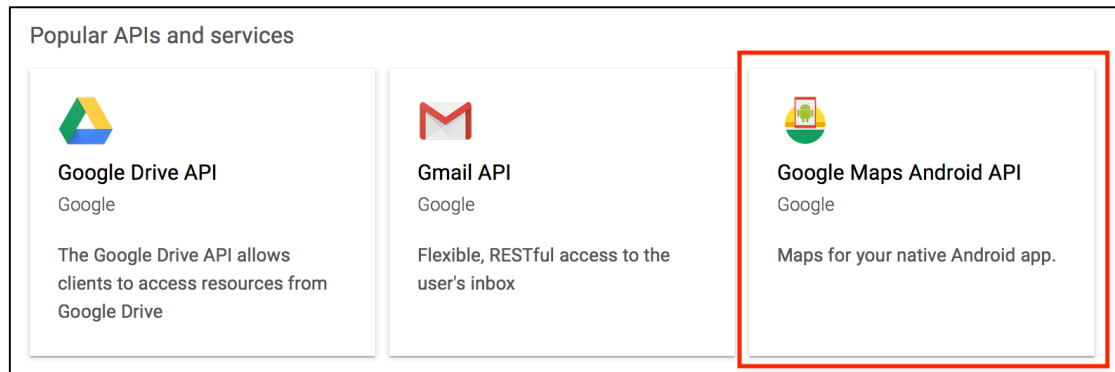 Popular APIs and services
Google Drive API
Google
The Google Drive API allows
clients to access resources from
Google Drive
Gmail API
Google
Flexible, RESTful access to the
user's inbox
Google Maps Android API
Google
Maps for your native Android app.